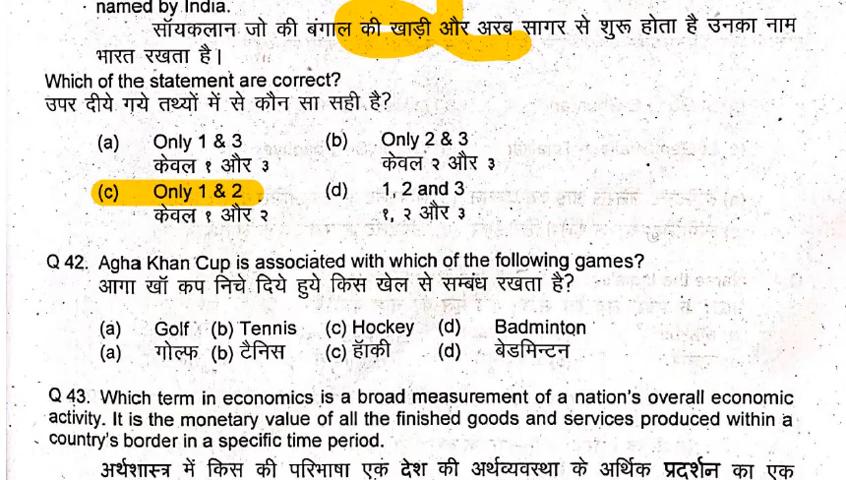 named by India.
सॉयकलान जो की बंगाल की खाड़ी और अरब सागर से शुरू होता है उनका नाम
भारत रखता है।
Which of the statement are correct?
उपर दीये गये तथ्यों में से कौन सा सही है?
(a) Only 1 & 3 (b) Only 2 & 3
केवल १ और ३ केवल २ और ३
(c) Only 1 & 2 (d) 1, 2 and 3
केवल १ और २ १, २ और ३
Q 42. Agha Khan Cup is associated with which of the following games?
आगा खॉ कप निचे दिये हुये किस खेल से सम्बंध रखता है?
(a) Golf (b) Tennis (c) Hockey (d) Badminton
(a) गोल्फ (b) टैनिस (c) हॅाकी (d) बेडमिन्टन
Q 43. Which term in economics is a broad measurement of a nation's overall economic
activity. It is the monetary value of all the finished goods and services produced within a
country's border in a specific time period.
अर्थशास्त्र में किस की परिभाषा एक देश की अर्थव्यवस्था के अर्थिक प्रदर्शन का एक